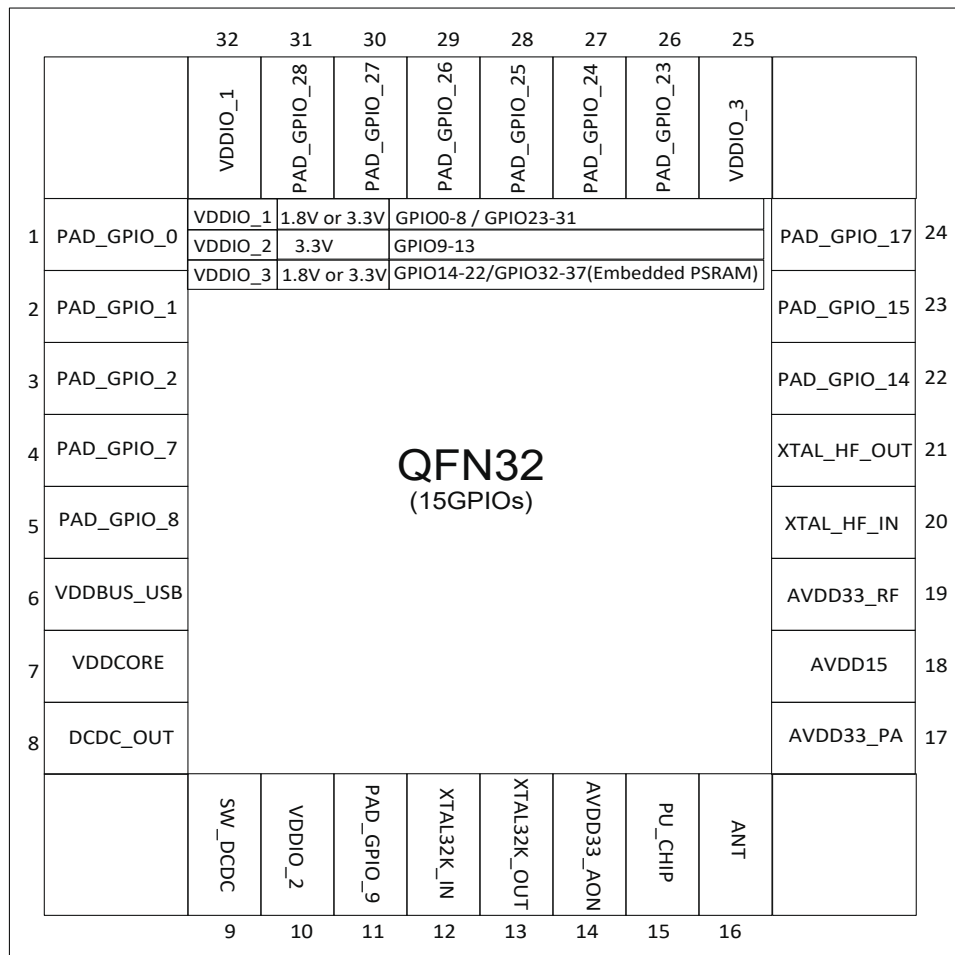 32 31 30 29 28 27 26 25
VDDIO_1
PAD_GPIO_28
PAD_GPIO_27
PAD_GPIO_26
PAD_GPIO_25
PAD_GPIO_24
PAD_GPIO_23
VDDIO_3
VDDIO_1 1.8V or 3.3V GPIO0-8 / GPIO23-31
VDDIO_2 3.3V GPIO9-13
VDDIO_3 1.8V or 3.3V GPIO14-22/GPIO32-37(Embedded PSRAM)
1 PAD_GPIO_0
2 PAD_GPIO_1
3 PAD_GPIO_2
4 PAD_GPIO_7
5 PAD_GPIO_8
6 VDDBUS_USB
7 VDDCORE
8 DCDC_OUT
QFN32
(15GPIOs)
PAD_GPIO_17 24
PAD_GPIO_15 23
PAD_GPIO_14 22
XTAL_HF_OUT 21
XTAL_HF_IN 20
AVDD33_RF 19
AVDD15 18
AVDD33_PA 17
SW_DCDC
VDDIO_2
PAD_GPIO_9
XTAL32K_IN
XTAL32K_OUT
AVDD33_AON
PU_CHIP
ANT
9 10 11 12 13 14 15 16